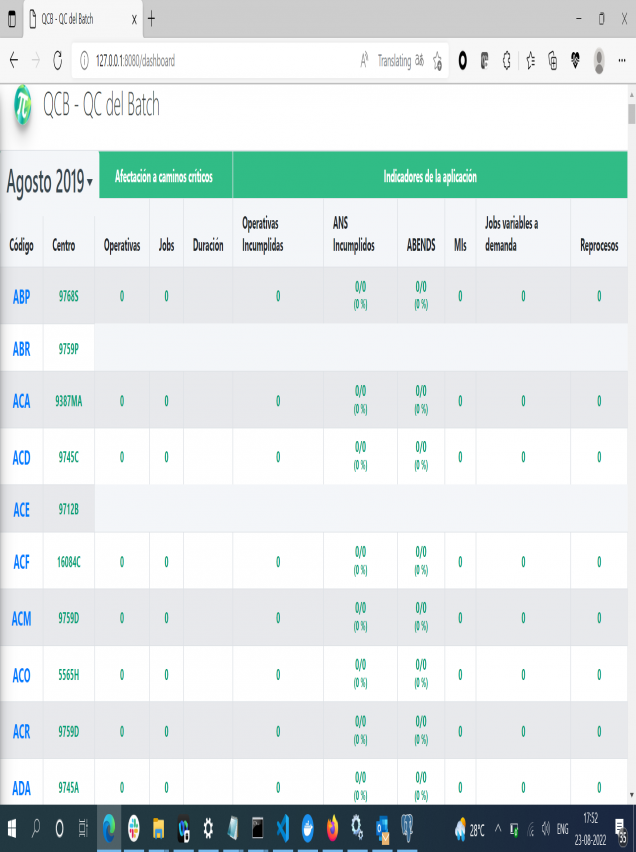 QCB - QC del Batch
127.0.0.1:8080/dashboard
Translating
QCB - QC del Batch
Agosto 2019
Afectación a caminos críticos
Indicadores de la aplicación
Código Centro Operativas Jobs Duración Operativas Incumplidas ANS Incumplidos ABENDS MIs Jobs variables a demanda Reprocesos
ABP 9768S 0 0 0 0/0 (0 %) 0/0 (0 %) 0 0 0
ABR 9759P
ACA 9387MA 0 0 0 0/0 (0 %) 0/0 (0 %) 0 0 0
ACD 9745C 0 0 0 0/0 (0 %) 0/0 (0 %) 0 0 0
ACE 9712B
ACF 16084C 0 0 0 0/0 (0 %) 0/0 (0 %) 0 0 0
ACM 9759D 0 0 0 0/0 (0 %) 0/0 (0 %) 0 0 0
ACO 5565H 0 0 0 0/0 (0 %) 0/0 (0 %) 0 0 0
ACR 9759D 0 0 0 0/0 (0 %) 0/0 (0 %) 0 0 0
ADA 9745A 0 0 0 0/0 (0 %) 0/0 (0 %) 0 0 0
28°C
ENG
17:52
23-08-2022
35